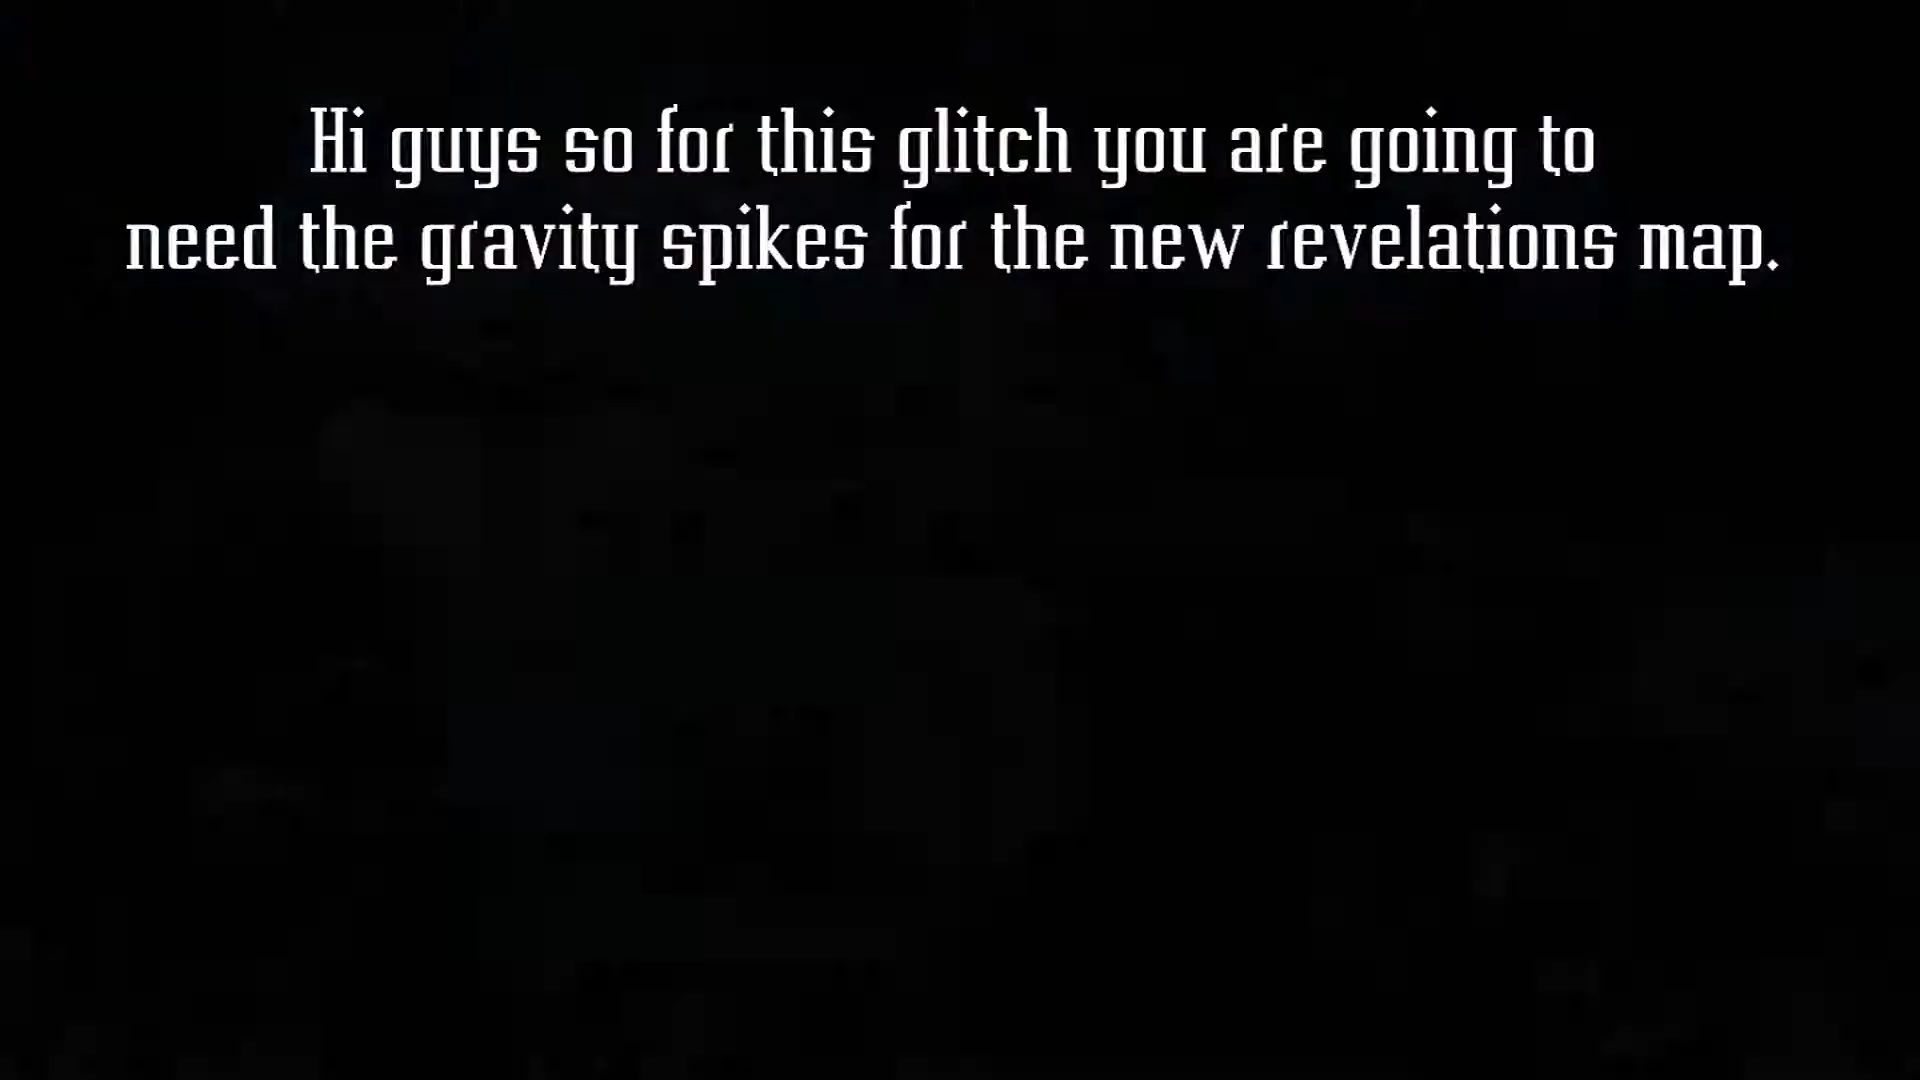 Hi guys so for this glitch you are going to
need the gravity spikes for the new revelations map.